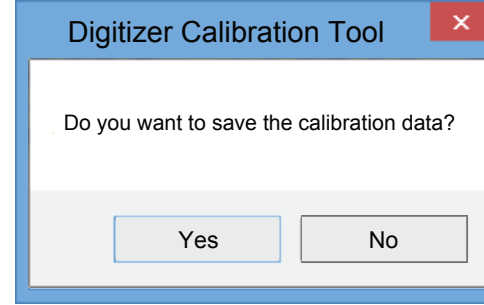 Digitizer Calibration Tool
Do you want to save the calibration data?
Yes
No